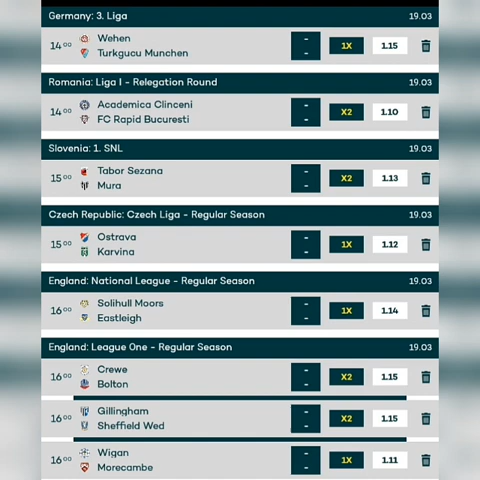 Germany: 3. Liga 19.03
14 00 Wehen - 1X 1.15
Turkgucu Munchen -
Romania: Liga I - Relegation Round 19.03
14 00 Academica Clinceni - X2 1.10
FC Rapid Bucuresti -
Slovenia: 1. SNL 19.03
15 00 Tabor Sezana - X2 1.13
Mura -
Czech Republic: Czech Liga - Regular Season 19.03
15 00 Ostrava - 1X 1.12
Karvina -
England: National League - Regular Season 19.03
16 00 Solihull Moors - 1X 1.14
Eastleigh -
England: League One - Regular Season 19.03
16 00 Crewe - X2 1.15
Bolton -
16 00 Gillingham - X2 1.15
Sheffield Wed -
16 00 Wigan - 1X 1.11
Morecambe -